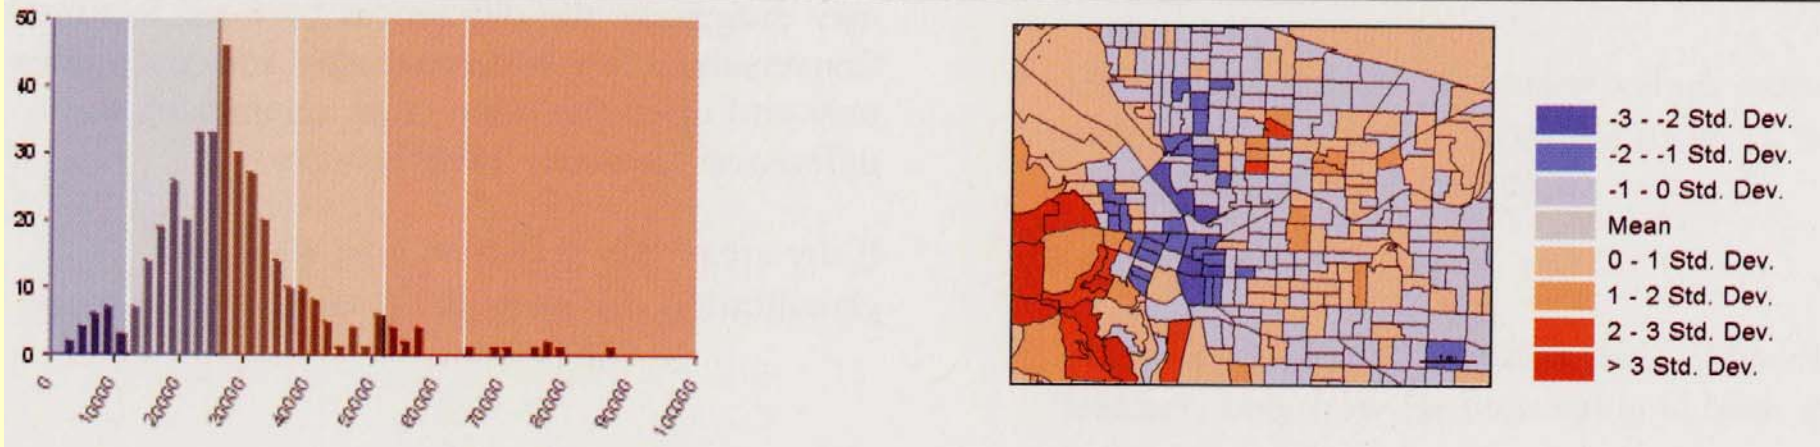 50
40
30
20
10
0
0
10000
20000
30000
40000
50000
60000
70000
80000
90000
100000
-3 - -2 Std. Dev.
-2 - -1 Std. Dev.
-1 - 0 Std. Dev.
Mean
0 - 1 Std. Dev.
1 - 2 Std. Dev.
2 - 3 Std. Dev.
> 3 Std. Dev.